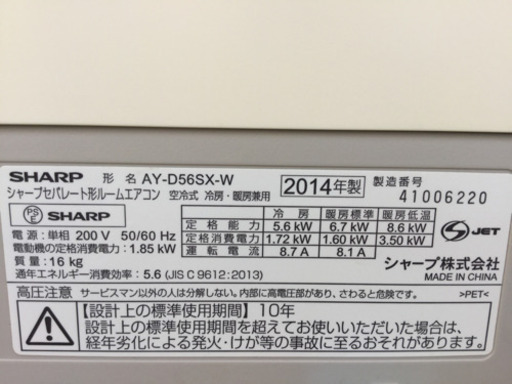 SHARP 形 名 AY-D56SX-W 2014年製 製造番号
シャープセパレート形ルームエアコン 空冷式 冷房・暖房兼用 41006220
PSE SHARP
冷 房 暖房標準 暖房低温
定 格 能 力 5.6 kW 6.7 kW 8.6 kW
電源:単相 200 V 50/60 Hz 定格消費電力 1.72 kW 1.60 kW 3.50 kW S JET
電動機の定格消費電力:1.85 kW 運 転 電 流 8.7 A 8.1 A
質 量:16 kg シャープ株式会社
通年エネルギー消費効率:5.6 (JIS C 9612:2013) MADE IN CHINA
高圧注意 サービスマン以外の人は分解しない。内部に高電圧部があり、さわると危険です。 >PET<
【設計上の標準使用期間】10年
設計上の標準使用期間を超えてお使いいただいた場合は、
経年劣化による発火・けが等の事故に至るおそれがあります。